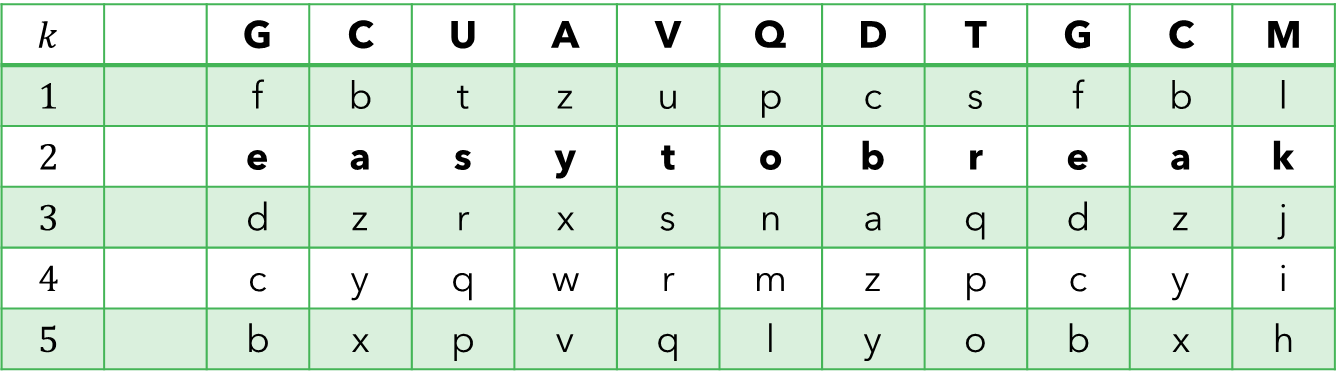 k G C U A V Q D T G C M
1 f b t z u p c s f b l
2 e a s y t o b r e a k
3 d z r x s n a q d z j
4 c y q w r m z p c y i
5 b x p v q l y o b x h